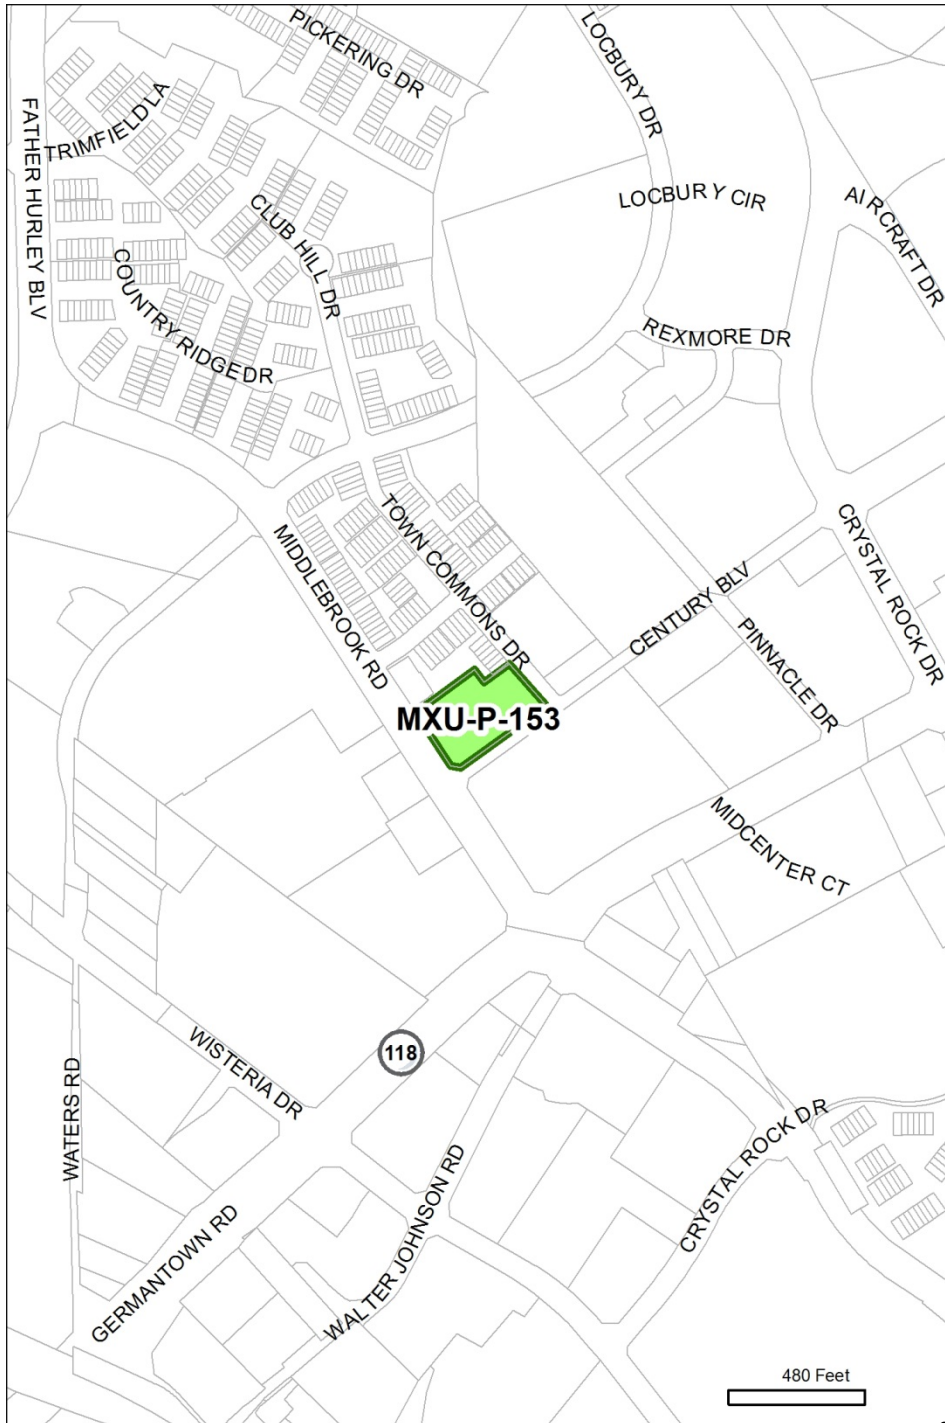 PICKERING DR
LOCBURY DR
FATHER HURLEY BLV
TRIMFIELD LA
LOCBURY CIR
AIRCRAFT DR
CLUB HILL DR
COUNTRY RIDGE DR
REXMORE DR
TOWN COMMONS DR
CRYSTAL ROCK DR
MIDDLEBROOK RD
CENTURY BLV
PINNACLE DR
MXU-P-153
MIDCENTER CT
118
WISTERIA DR
WATERS RD
CRYSTAL ROCK DR
WALTER JOHNSON RD
GERMANTOWN RD
480 Feet